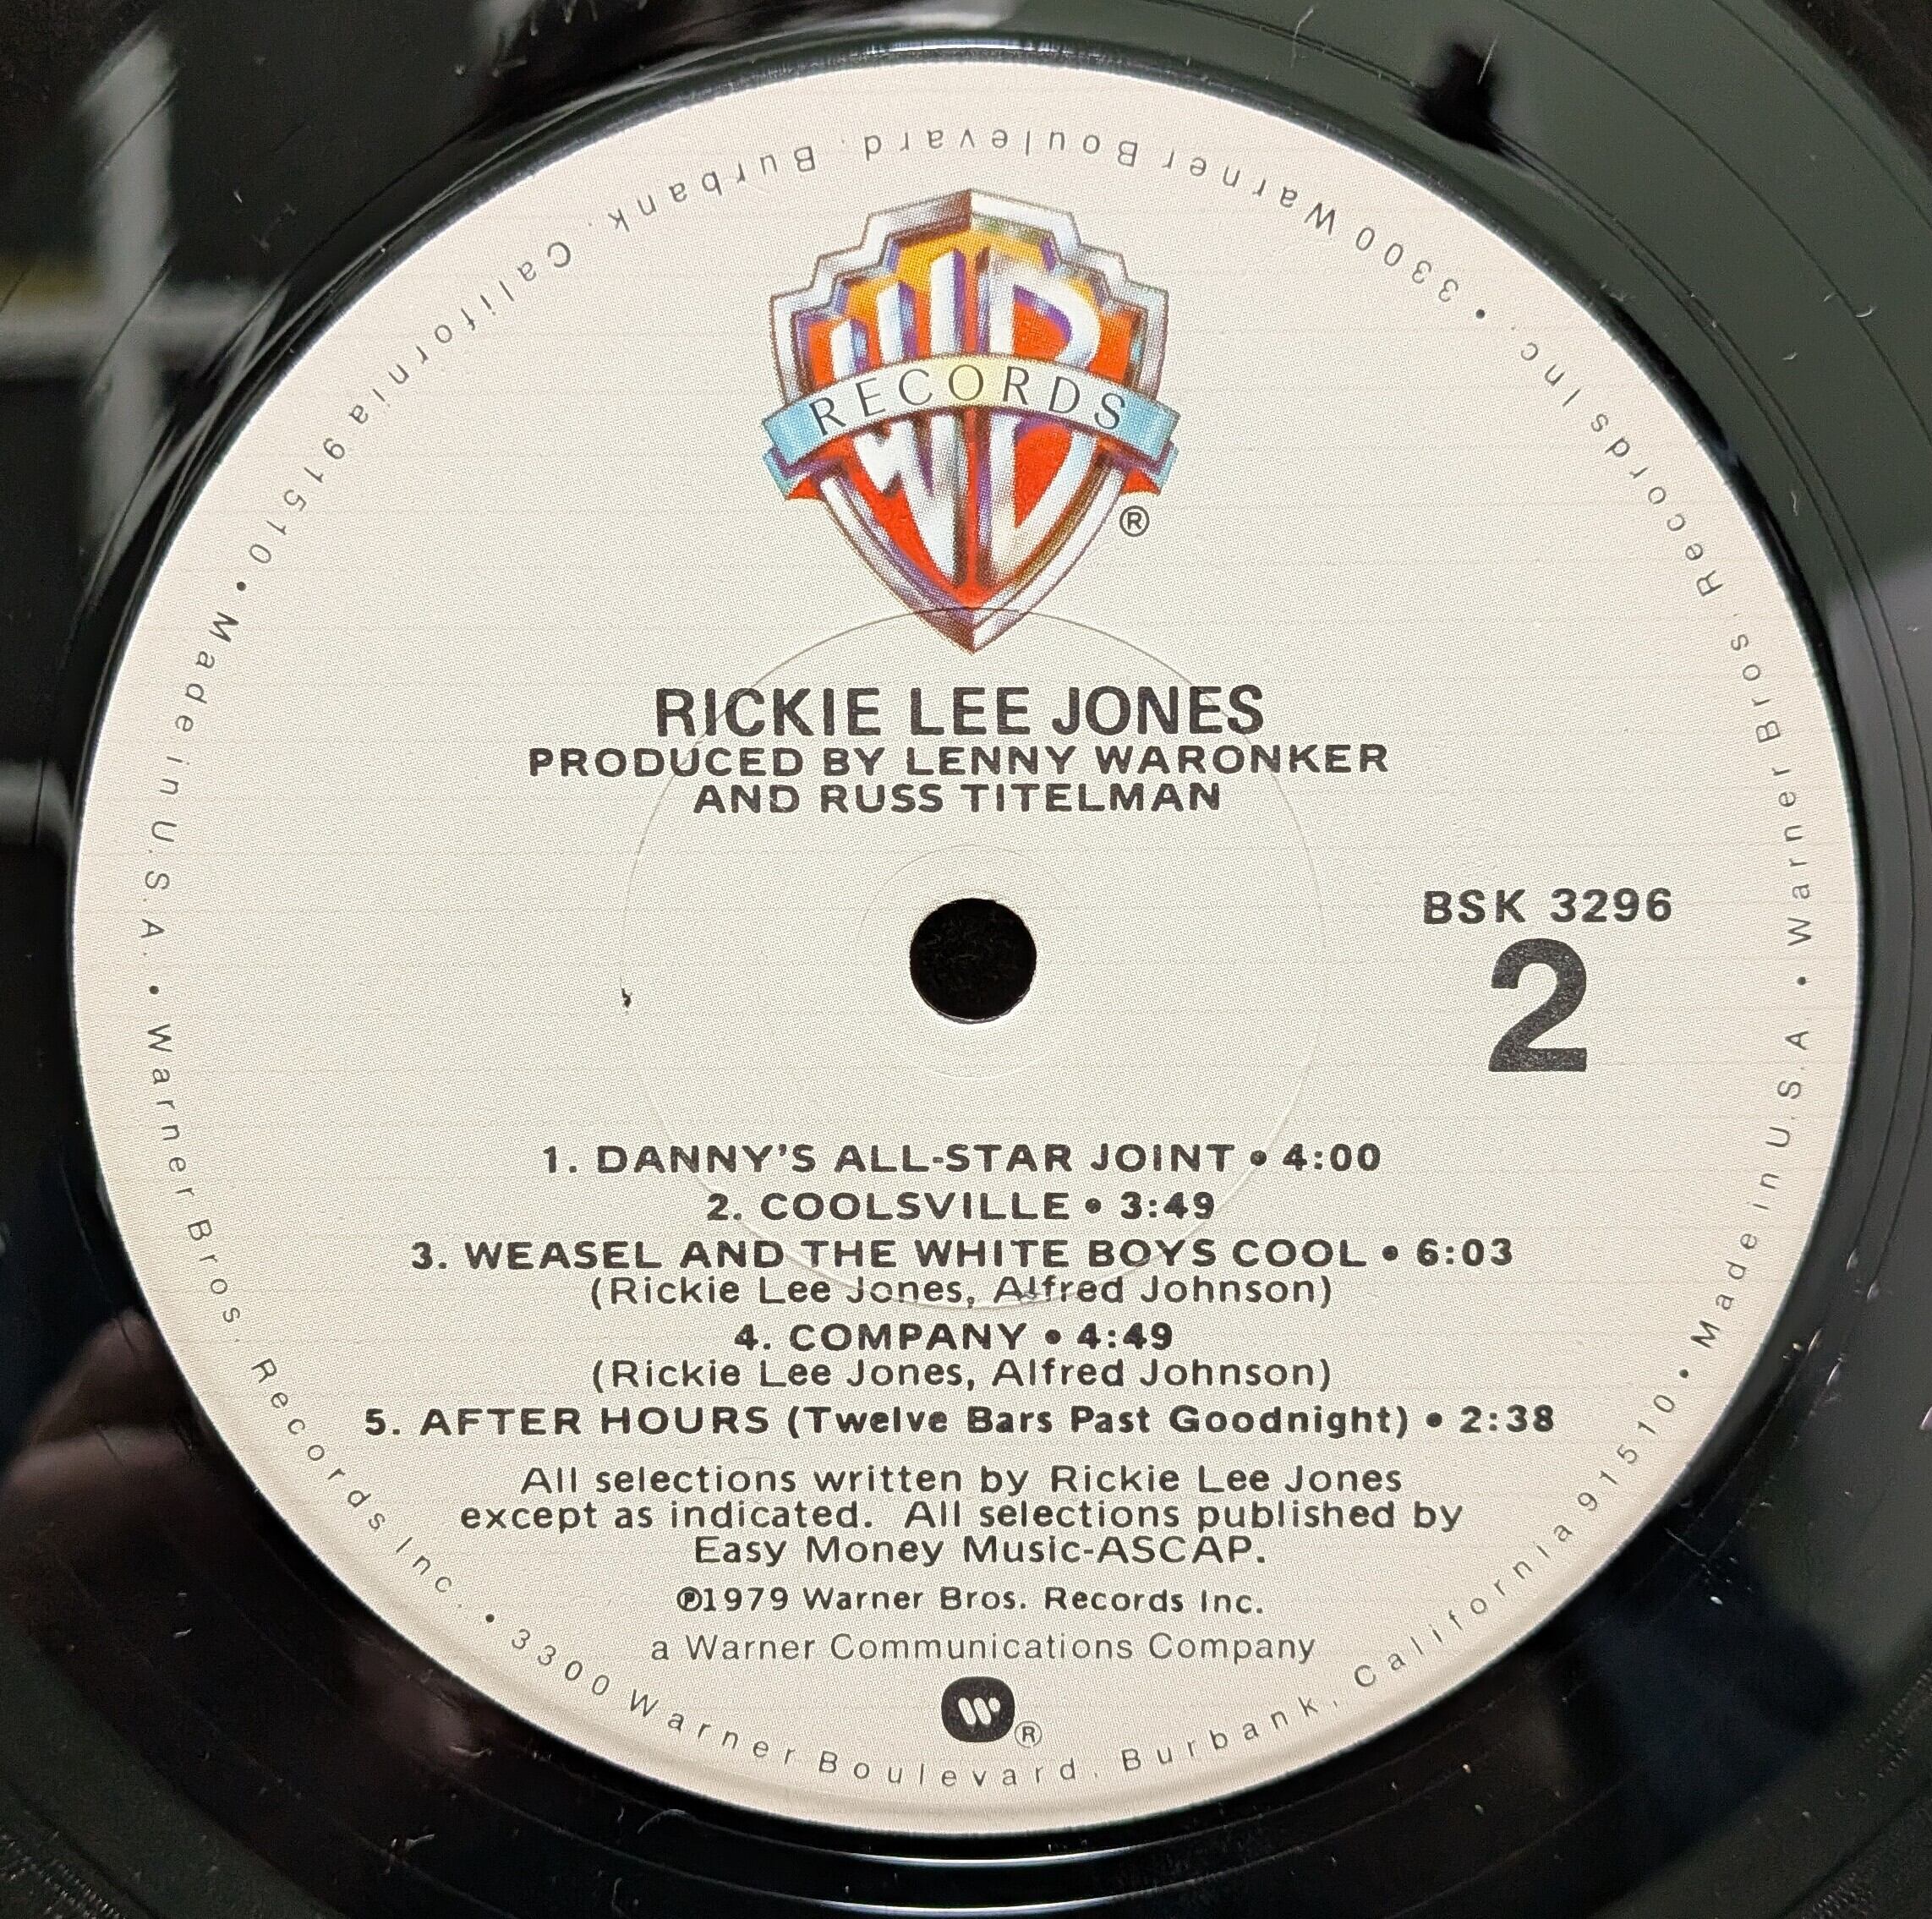 WB
RECORDS
®
RICKIE LEE JONES
PRODUCED BY LENNY WARONKER
AND RUSS TITELMAN
BSK 3296
2
1. DANNY'S ALL-STAR JOINT • 4:00
2. COOLSVILLE • 3:49
3. WEASEL AND THE WHITE BOYS COOL • 6:03
(Rickie Lee Jones, Alfred Johnson)
4. COMPANY • 4:49
(Rickie Lee Jones, Alfred Johnson)
5. AFTER HOURS (Twelve Bars Past Goodnight) • 2:38
All selections written by Rickie Lee Jones
except as indicated. All selections published by
Easy Money Music-ASCAP.
℗1979 Warner Bros. Records Inc.
a Warner Communications Company
W®
Warner Bros. Records Inc. • 3300 Warner Boulevard, Burbank, California 91510 • Made in U.S.A. •
Warner Bros. Records Inc. • 3300 Warner Boulevard, Burbank, California 91510 • Made in U.S.A. •